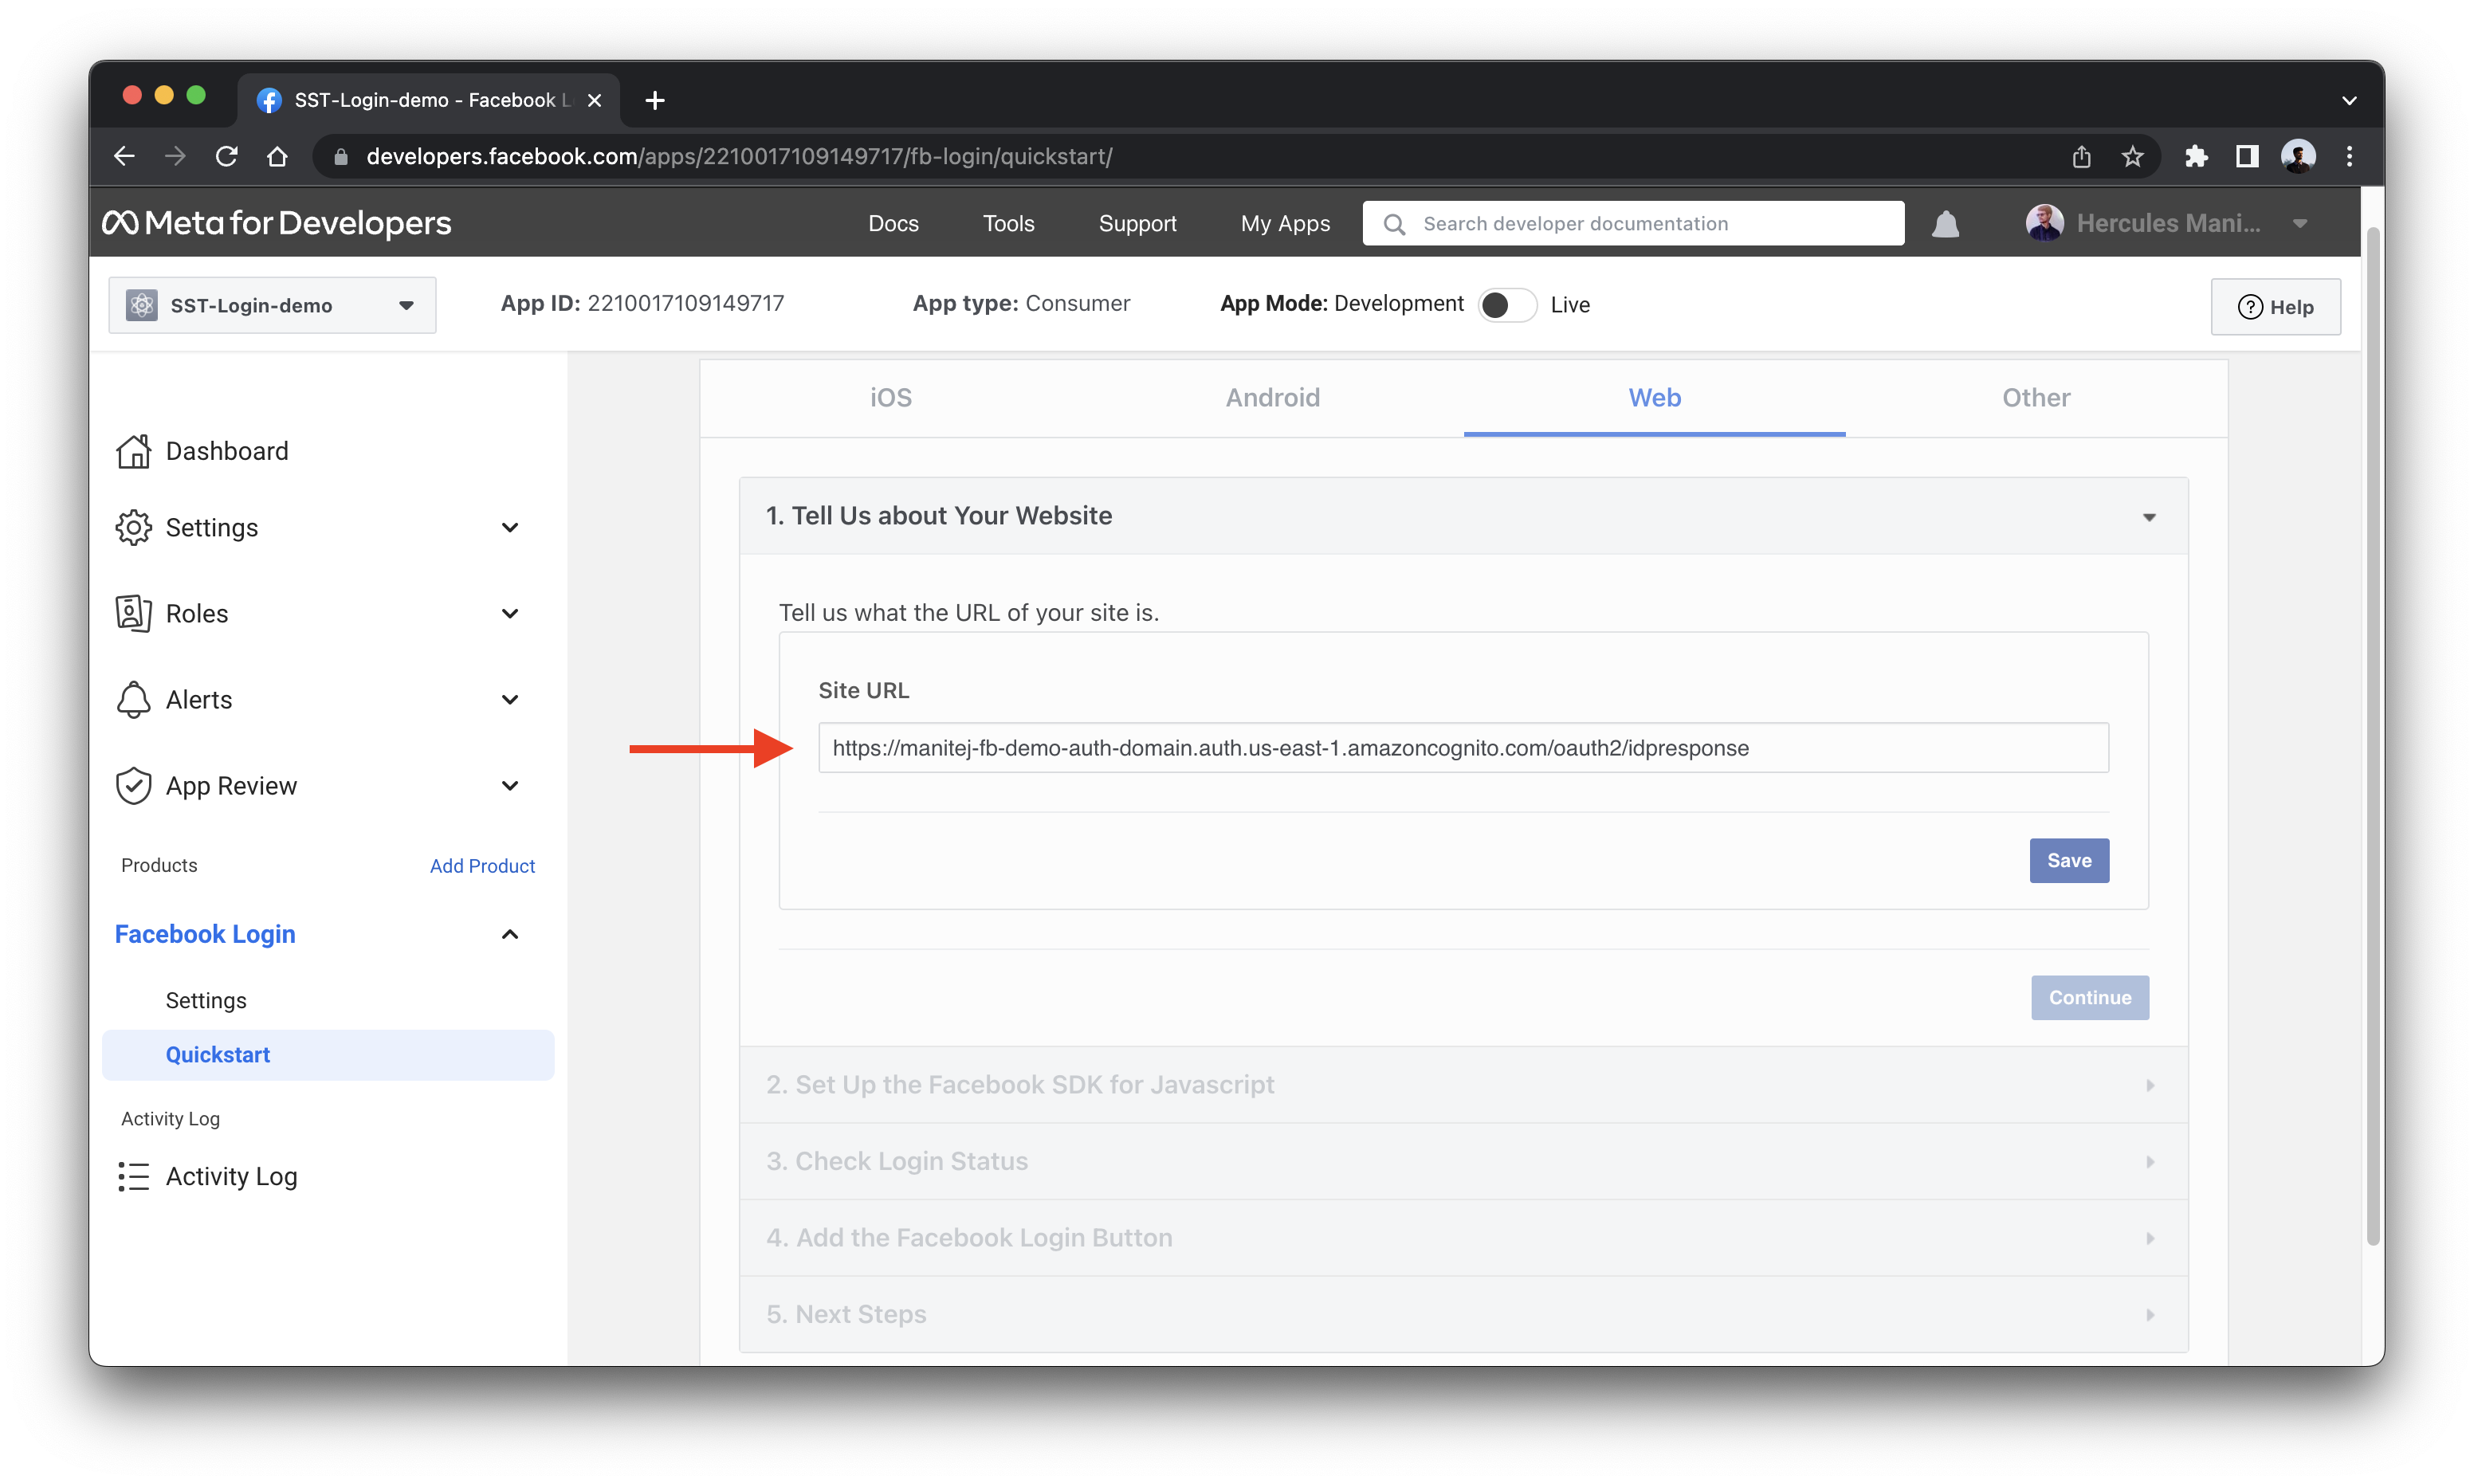 SST-Login-demo - Facebook L
developers.facebook.com/apps/2210017109149717/fb-login/quickstart/
Meta for Developers
Docs
Tools
Support
My Apps
Search developer documentation
Hercules Mani...
SST-Login-demo
App ID: 2210017109149717
App type: Consumer
App Mode: Development
Live
Help
Dashboard
Settings
Roles
Alerts
App Review
Products
Add Product
Facebook Login
Settings
Quickstart
Activity Log
Activity Log
iOS
Android
Web
Other
1. Tell Us about Your Website
Tell us what the URL of your site is.
Site URL
https://manitej-fb-demo-auth-domain.auth.us-east-1.amazoncognito.com/oauth2/idpresponse
Save
Continue
2. Set Up the Facebook SDK for Javascript
3. Check Login Status
4. Add the Facebook Login Button
5. Next Steps